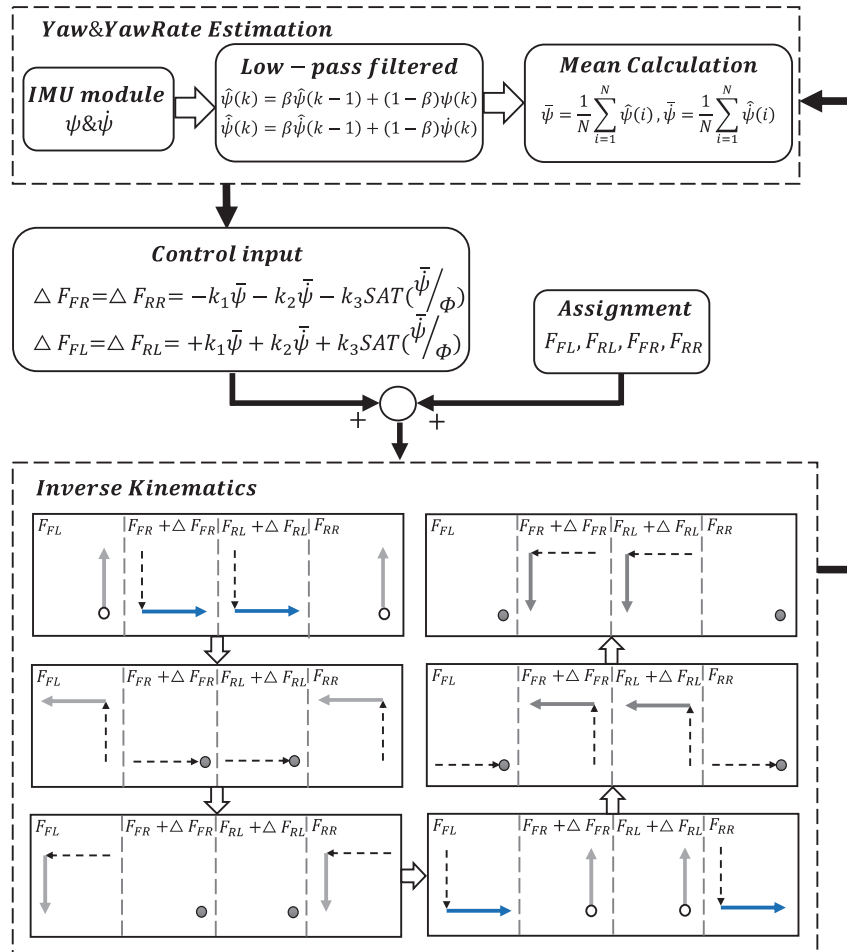 Yaw&YawRate Estimation
IMU module
ψ&ψ̇
Low − pass filtered
ψ̂(k) = βψ̂(k − 1) + (1 − β)ψ(k)
ψ̇̂(k) = βψ̇̂(k − 1) + (1 − β)ψ̇(k)
Mean Calculation
ψ̄ = 1/N ∑_{i=1}^{N} ψ̂(i), ψ̇̄ = 1/N ∑_{i=1}^{N} ψ̇̂(i)
Control input
△ F_FR=△ F_RR= −k₁ψ̄ − k₂ψ̇̄ − k₃SAT(ψ̇̄/Φ)
△ F_FL=△ F_RL= +k₁ψ̄ + k₂ψ̇̄ + k₃SAT(ψ̇̄/Φ)
Assignment
F_FL, F_RL, F_FR, F_RR
+ +
Inverse Kinematics
F_FL F_FR + △ F_FR F_RL + △ F_RL F_RR
F_FL F_FR + △ F_FR F_RL + △ F_RL F_RR
F_FL F_FR + △ F_FR F_RL + △ F_RL F_RR
F_FL F_FR + △ F_FR F_RL + △ F_RL F_RR
F_FL F_FR + △ F_FR F_RL + △ F_RL F_RR
F_FL F_FR + △ F_FR F_RL + △ F_RL F_RR